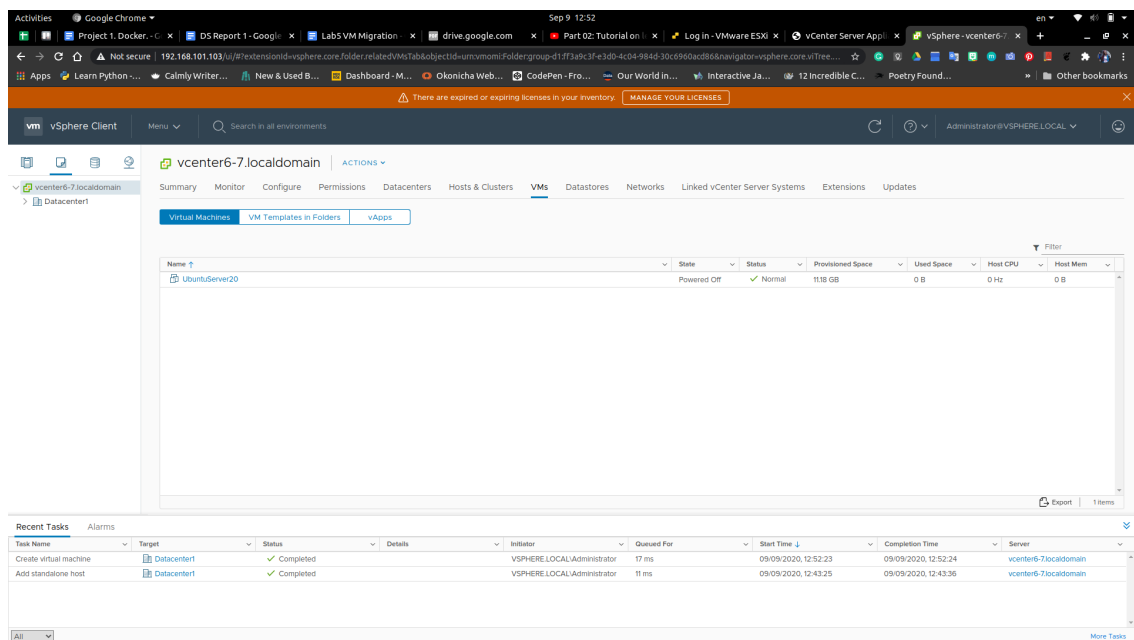 Activities Google Chrome Sep 9 12:52 en
Project 1. Docker. - G DS Report 1 - Google Lab5 VM Migration - drive.google.com Part 02: Tutorial on Log in - VMware ESXi vCenter Server Appl vSphere - vcenter6-7.
Not secure | 192.168.101.103/ui/#?extensionId=vsphere.core.folder.relatedVMsTab&objectId=urn:vmomi:Folder:group-d1:ff3a9c3f-e3d0-4c04-984d-30c6960acd86&navigator=vsphere.core.viTree....
Apps Learn Python -... Calmly Writer... New & Used B... Dashboard - M... Okonicha Web... CodePen - Fro... Our World in... Interactive Ja... 12 Incredible C... Poetry Found... » Other bookmarks
There are expired or expiring licenses in your inventory. MANAGE YOUR LICENSES
vm vSphere Client Menu Search in all environments Administrator@VSPHERE.LOCAL
vcenter6-7.localdomain ACTIONS
vcenter6-7.localdomain
Datacenter1
Summary Monitor Configure Permissions Datacenters Hosts & Clusters VMs Datastores Networks Linked vCenter Server Systems Extensions Updates
Virtual Machines VM Templates in Folders vApps
Filter
Name State Status Provisioned Space Used Space Host CPU Host Mem
UbuntuServer20 Powered Off Normal 11.18 GB 0 B 0 Hz 0 B
Export 1 items
Recent Tasks Alarms
Task Name Target Status Details Initiator Queued For Start Time Completion Time Server
Create virtual machine Datacenter1 Completed VSPHERE.LOCAL\Administrator 17 ms 09/09/2020, 12:52:23 09/09/2020, 12:52:24 vcenter6-7.localdomain
Add standalone host Datacenter1 Completed VSPHERE.LOCAL\Administrator 11 ms 09/09/2020, 12:43:25 09/09/2020, 12:43:36 vcenter6-7.localdomain
All More Tasks